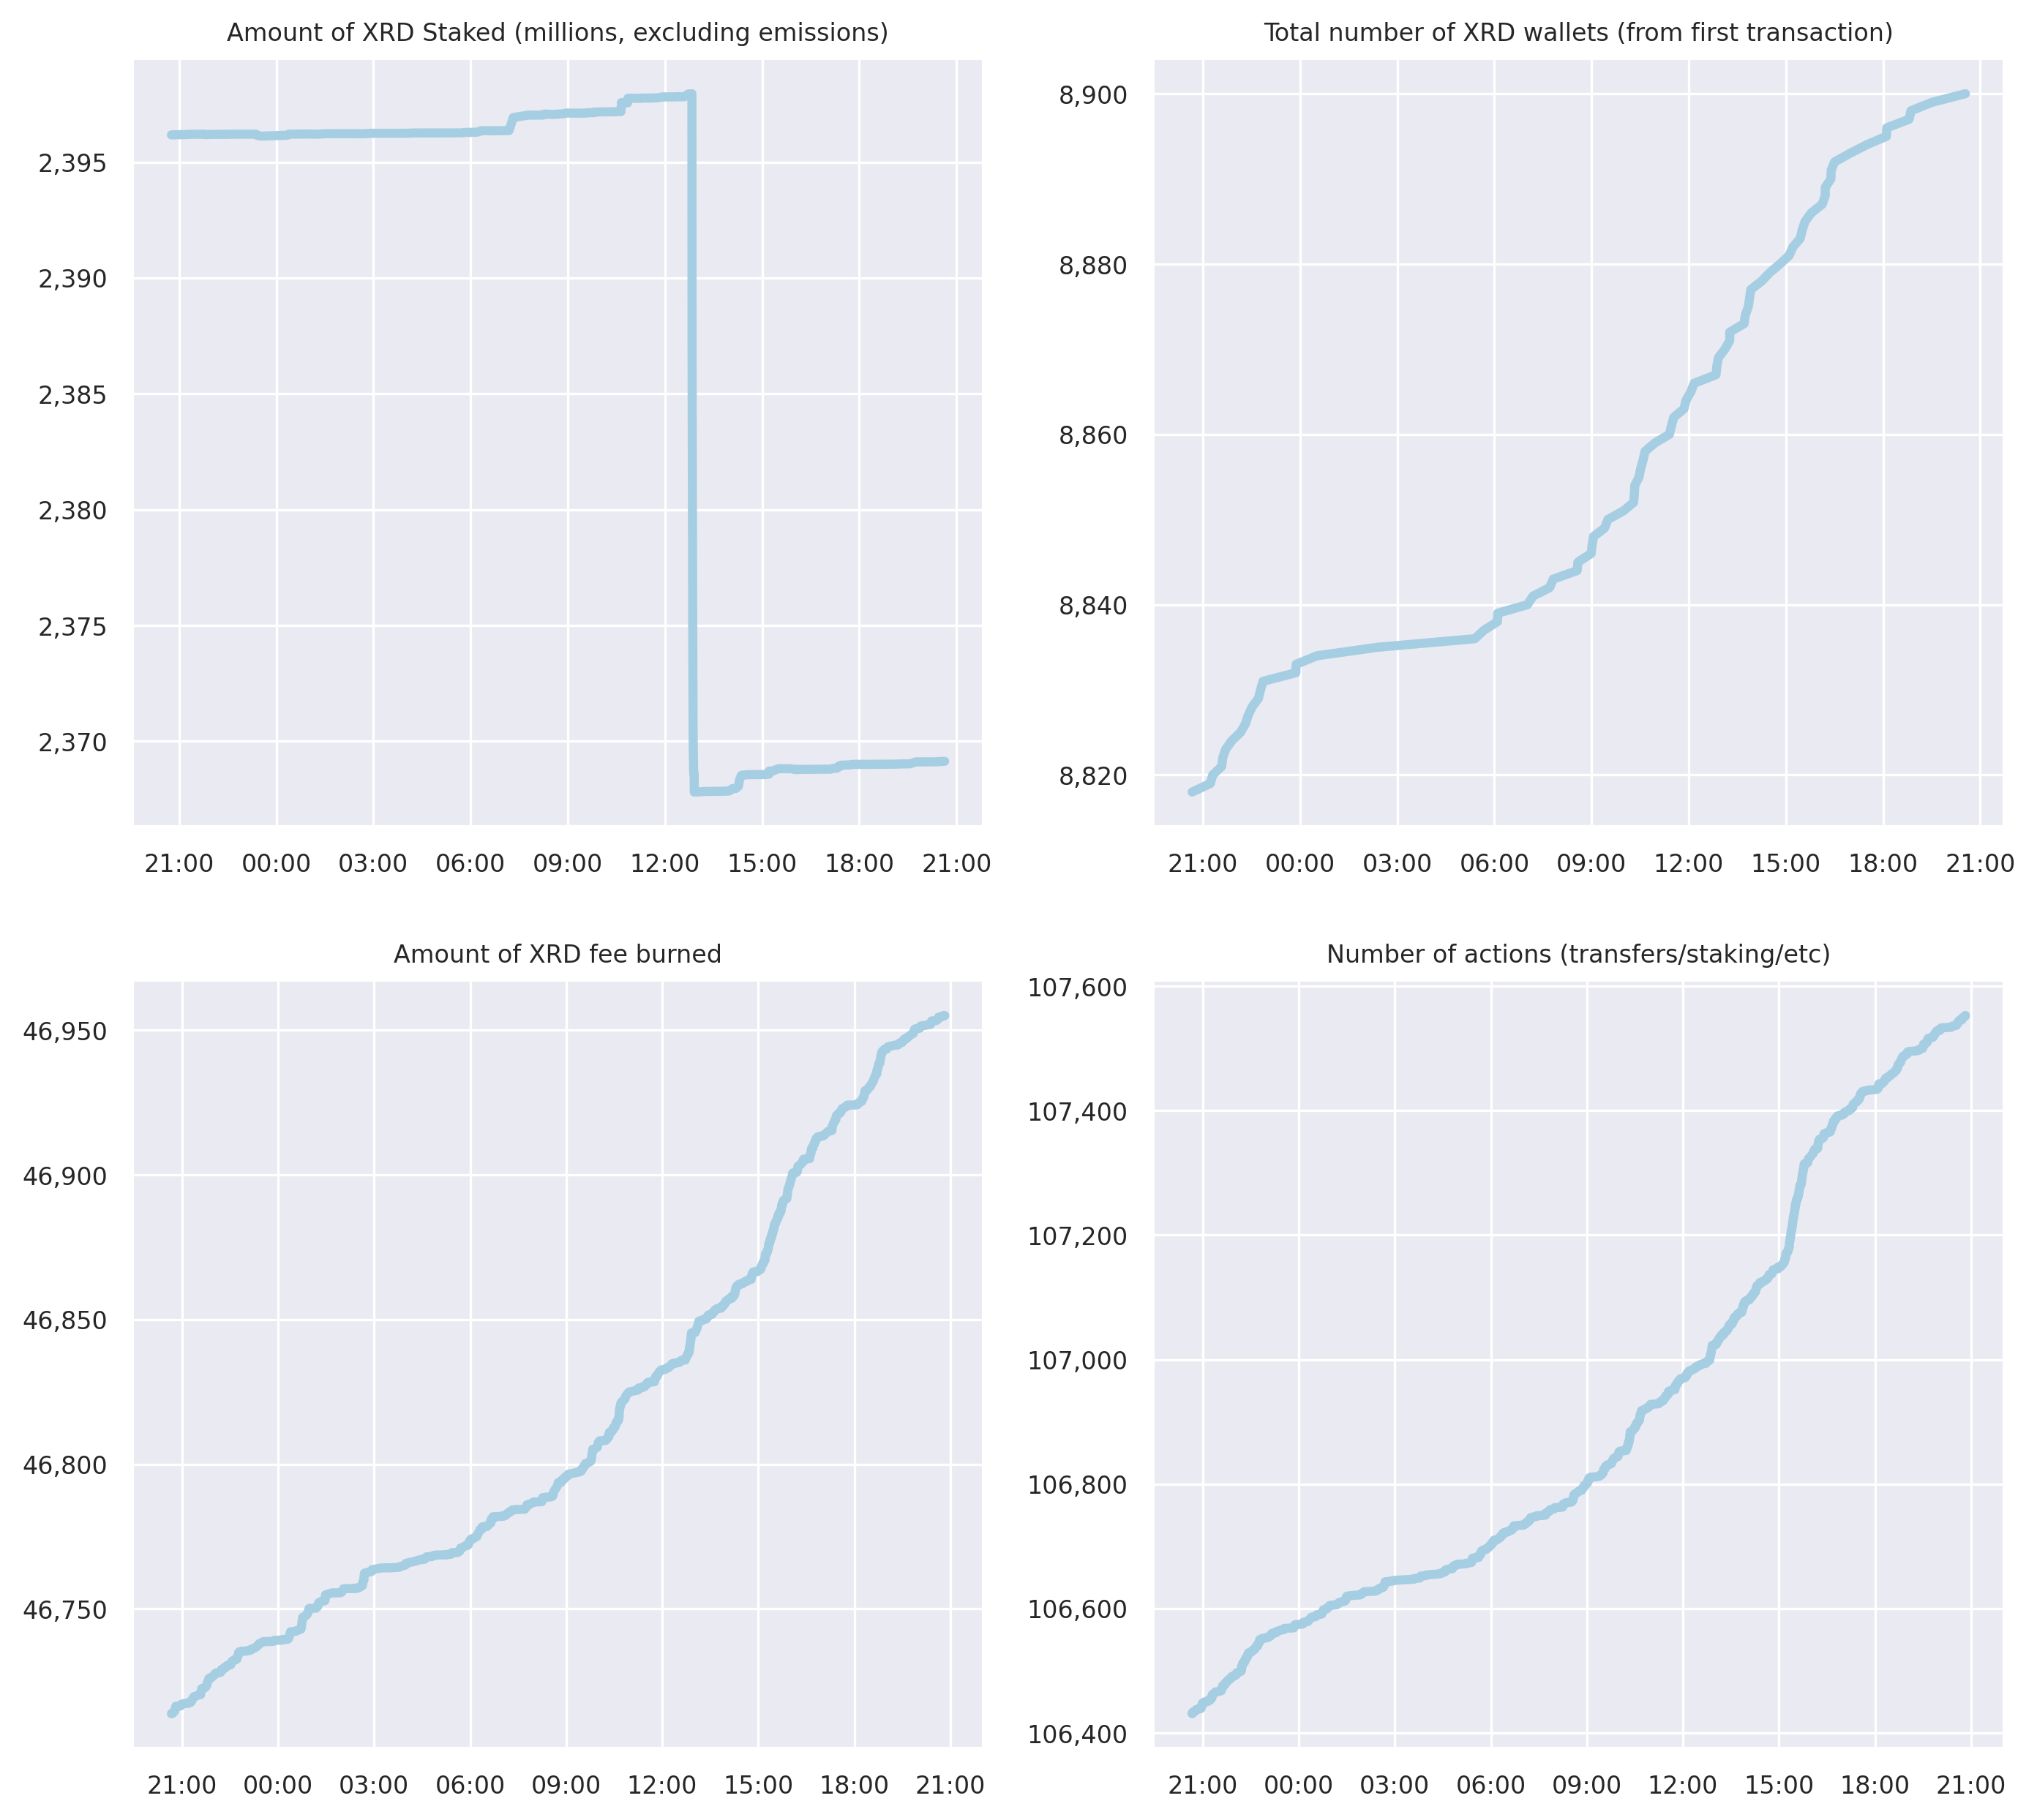 Amount of XRD Staked (millions, excluding emissions)
2,395
2,390
2,385
2,380
2,375
2,370
21:00 00:00 03:00 06:00 09:00 12:00 15:00 18:00 21:00
Total number of XRD wallets (from first transaction)
8,900
8,880
8,860
8,840
8,820
21:00 00:00 03:00 06:00 09:00 12:00 15:00 18:00 21:00
Amount of XRD fee burned
46,950
46,900
46,850
46,800
46,750
21:00 00:00 03:00 06:00 09:00 12:00 15:00 18:00 21:00
Number of actions (transfers/staking/etc)
107,600
107,400
107,200
107,000
106,800
106,600
106,400
21:00 00:00 03:00 06:00 09:00 12:00 15:00 18:00 21:00